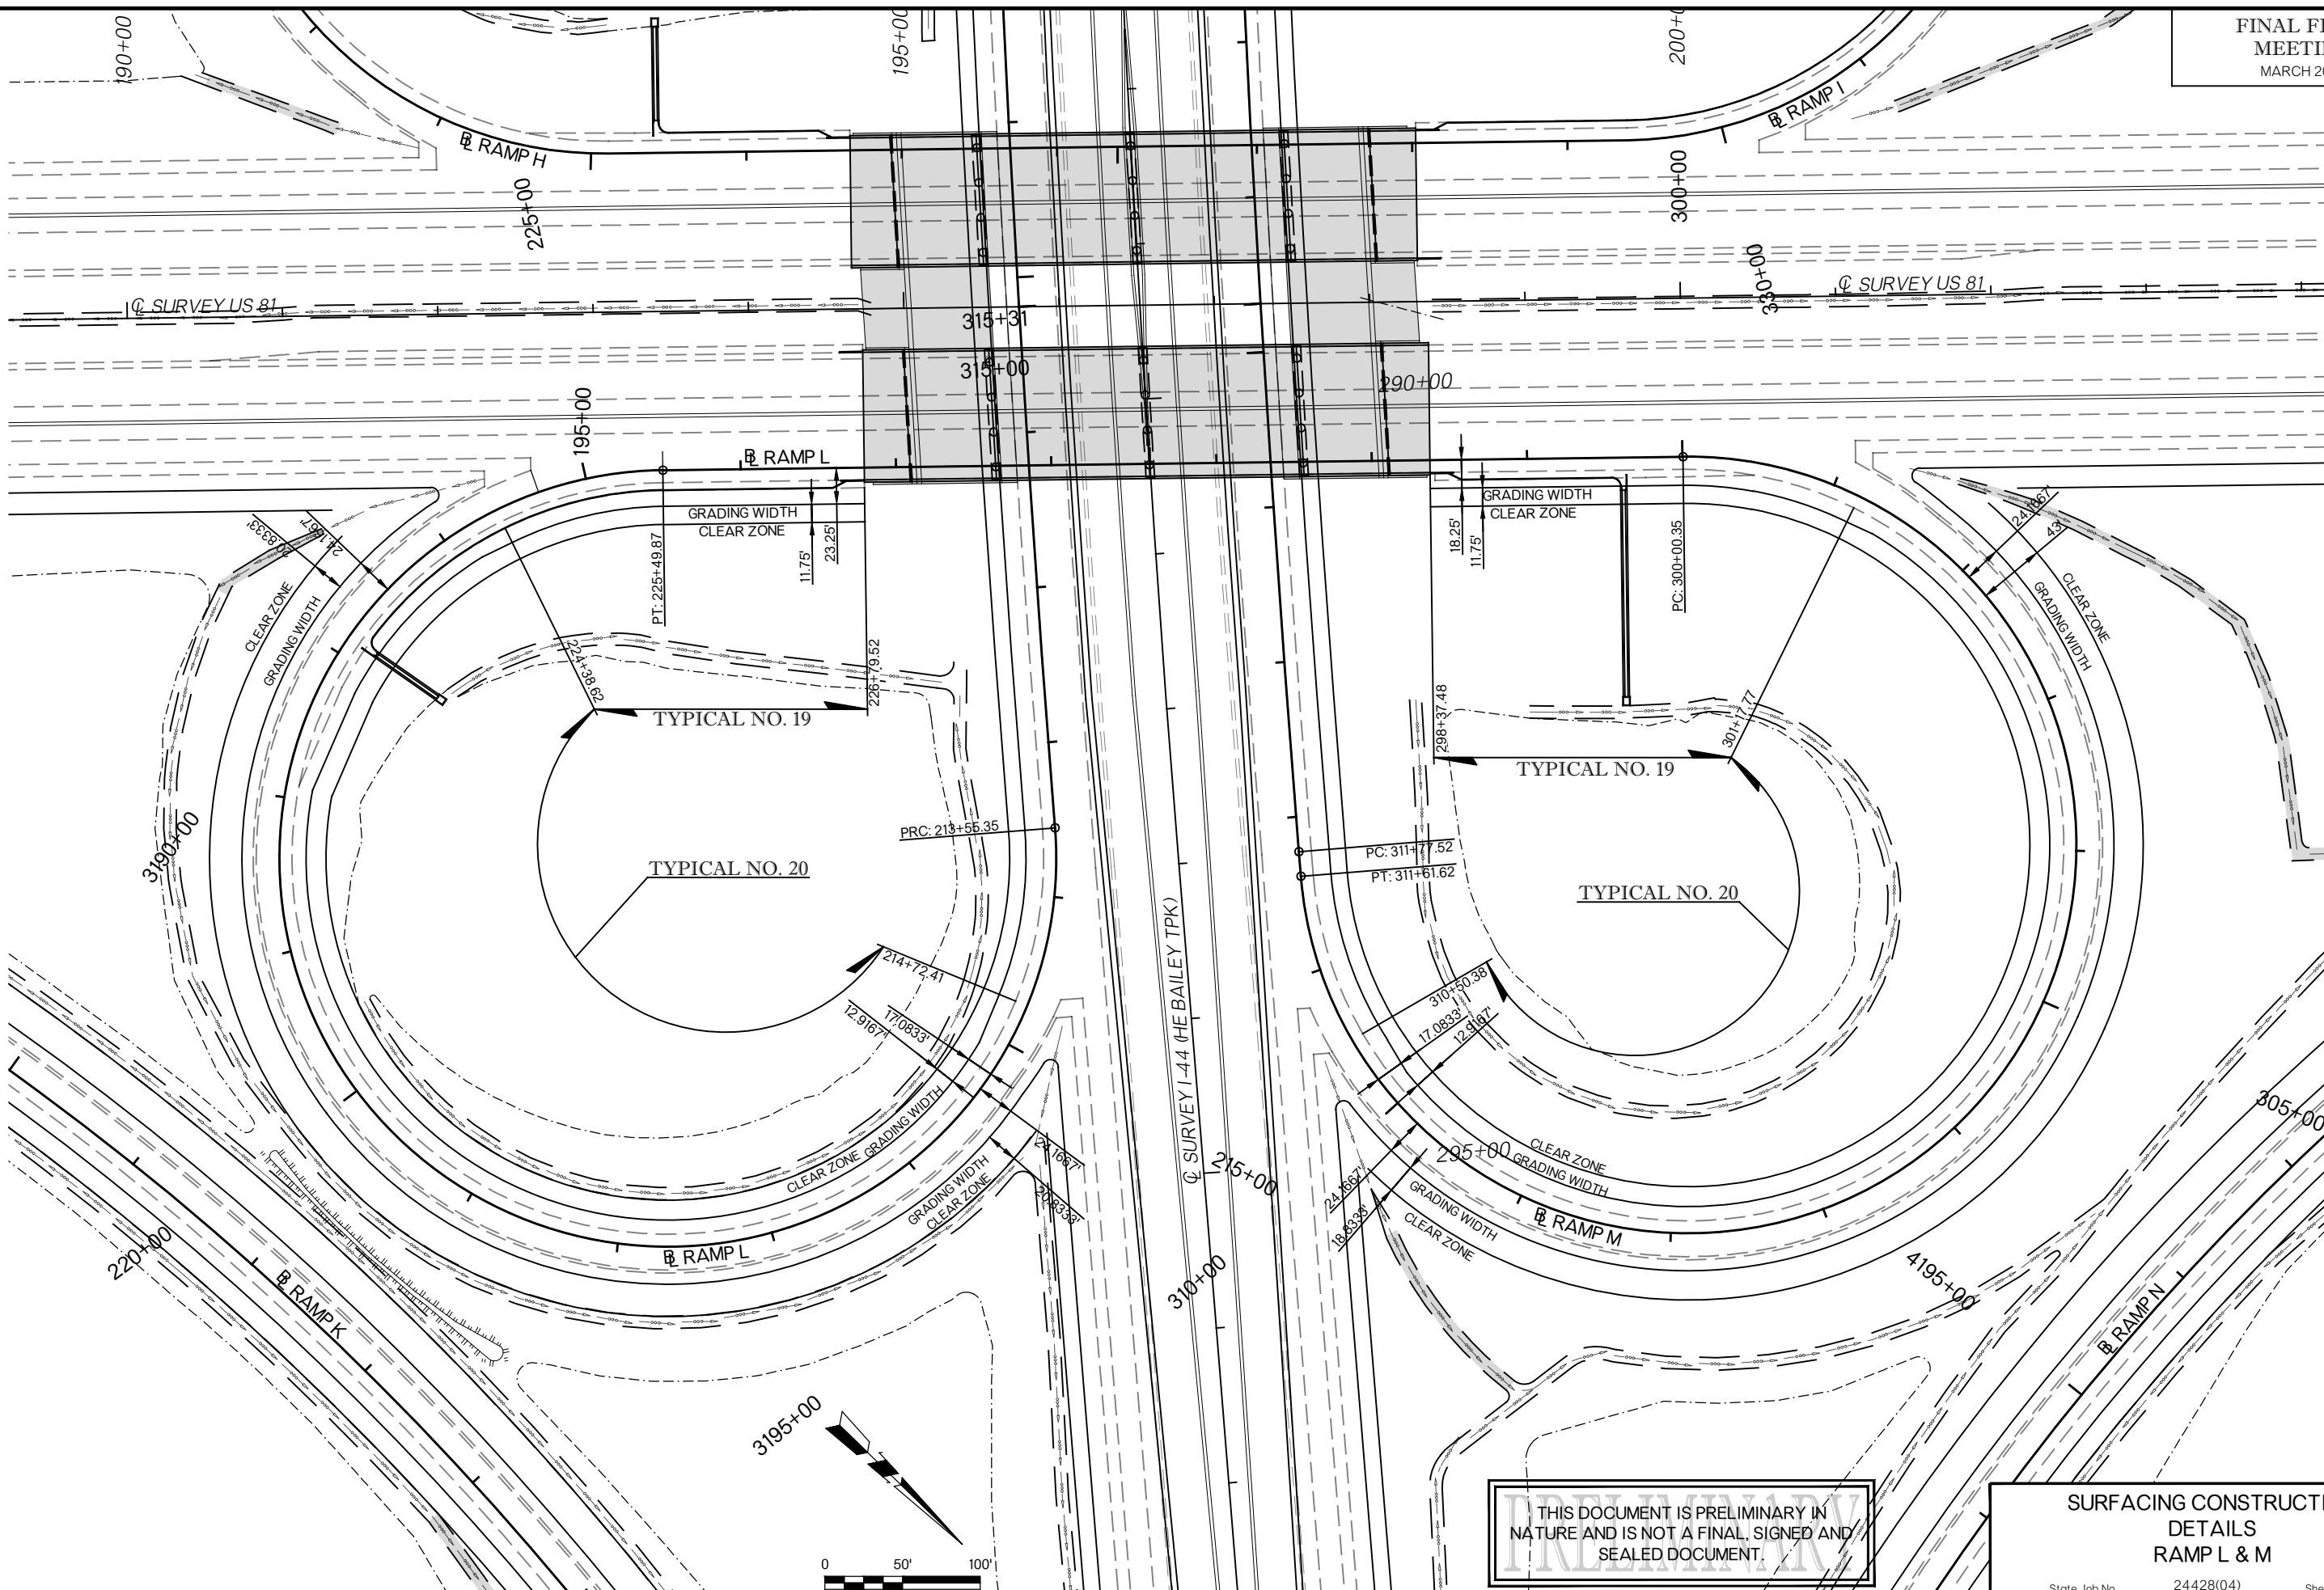 190+00
195+00
FINAL
MEETI
MARCH
℄ RAMP H
℄ RAMP I
225+00
300+00
330+00
℄ SURVEY US 81
℄ SURVEY US 81
315+31
315+00
290+00
195+00
℄ RAMP L
GRADING WIDTH
CLEAR ZONE
11.75'
23.25'
PT: 225+49.87
18.25'
11.75'
GRADING WIDTH
CLEAR ZONE
PC: 300+00.35
20.8333'
24.1667'
CLEAR ZONE
GRADING WIDTH
24.1667'
43'
CLEAR ZONE
GRADING WIDTH
224+38.62
226+79.52
TYPICAL NO. 19
298+37.48
301+17.77
TYPICAL NO. 19
3190+00
PRC: 213+55.35
TYPICAL NO. 20
PC: 311+77.52
PT: 311+61.62
TYPICAL NO. 20
214+72.41
12.9167'
17.0833'
310+50.38
17.0833'
12.9167'
℄ SURVEY I-44 (HE BAILEY TPK)
215+00
310+00
24.1667'
20.8333'
CLEAR ZONE
GRADING WIDTH
GRADING WIDTH
CLEAR ZONE
℄ RAMP L
295+00
CLEAR ZONE
GRADING WIDTH
24.1667'
18.8333'
GRADING WIDTH
CLEAR ZONE
℄ RAMP M
305+00
4195+00
℄ RAMP N
220+00
℄ RAMP K
3195+00
0 50' 100'
PRELIMINARY
THIS DOCUMENT IS PRELIMINARY IN
NATURE AND IS NOT A FINAL, SIGNED AND
SEALED DOCUMENT.
SURFACING CONSTRUCT
DETAILS
RAMP L & M
State Job No. 24428(04)